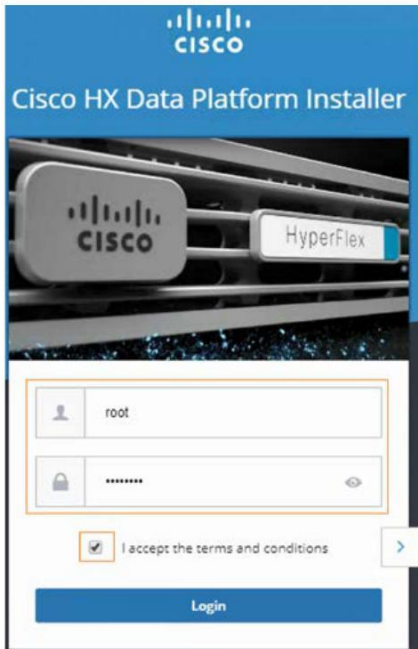 CISCO
Cisco HX Data Platform Installer
CISCO
HyperFlex
root
••••••••
I accept the terms and conditions
Login